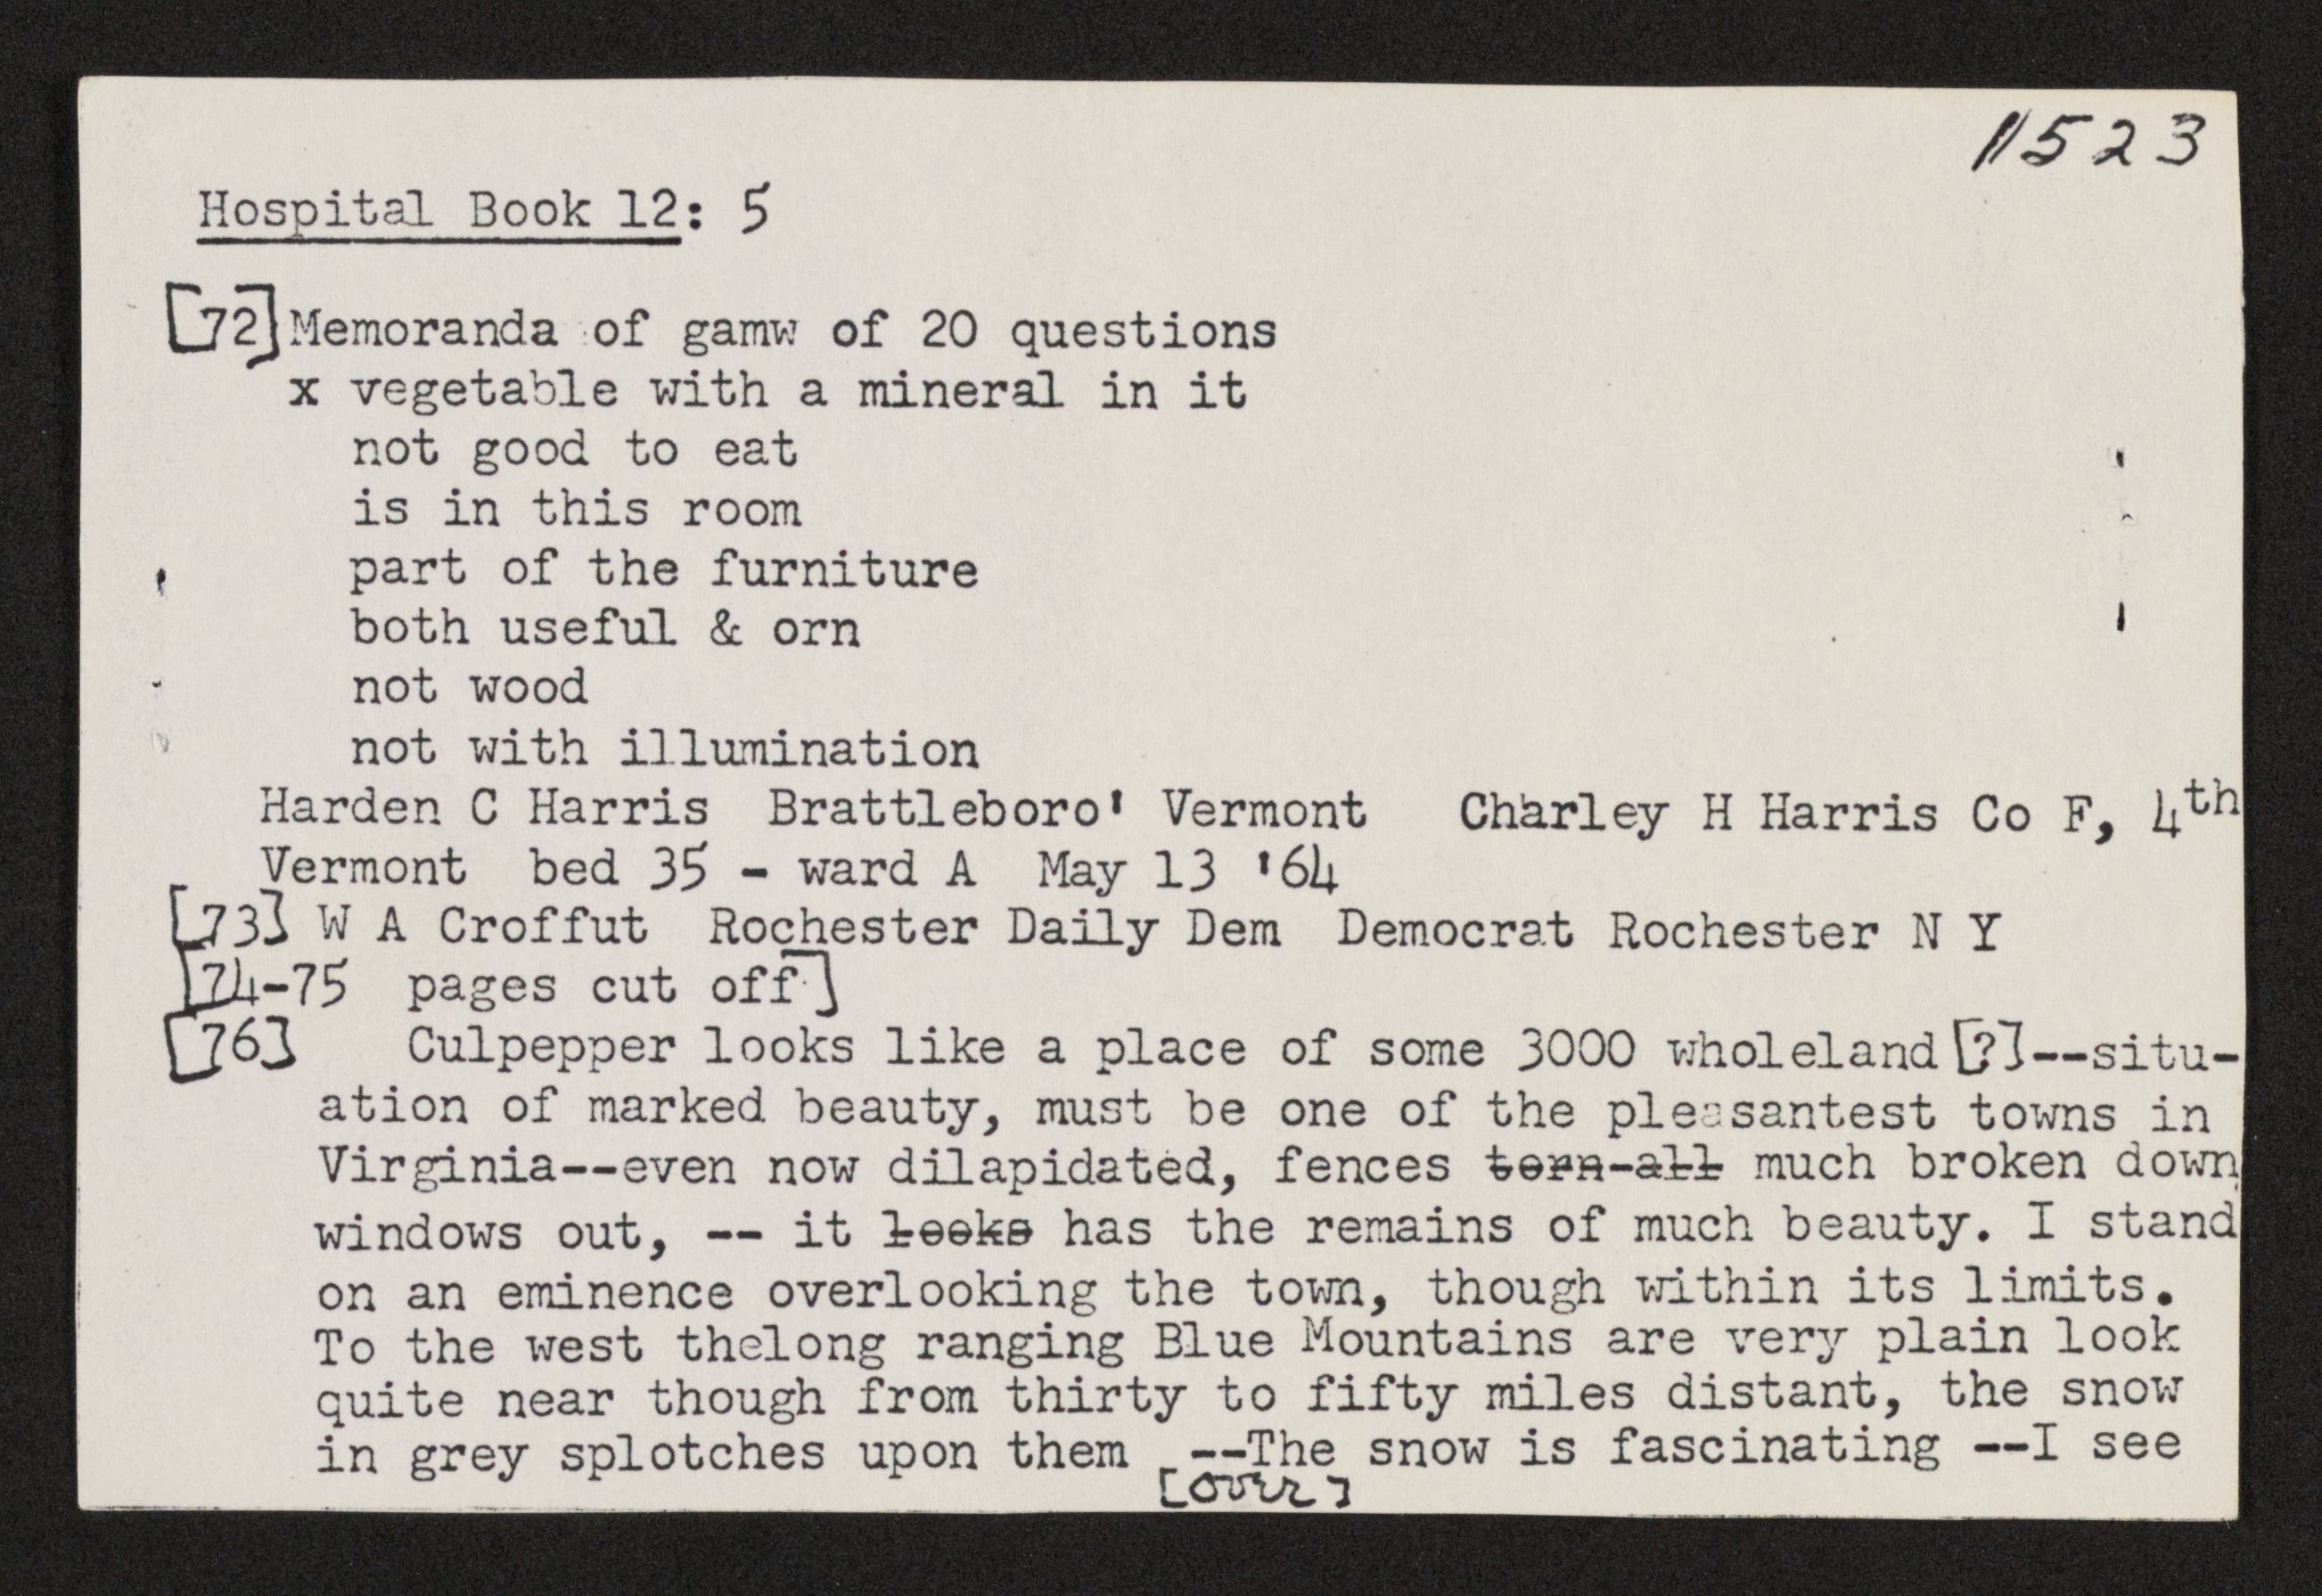 11523
Hospital Book 12: 5
[72] Memoranda of gamw of 20 questions
x vegetable with a mineral in it
not good to eat
is in this room
part of the furniture
both useful & orn
not wood
not with illumination
Harden C Harris Brattleboro' Vermont Charley H Harris Co F, 4th
Vermont bed 35 - ward A May 13 '64
[73] W A Croffut Rochester Daily Dem Democrat Rochester N Y
[74-75 pages cut off]
[76] Culpepper looks like a place of some 3000 wholeland [?]--situ-
ation of marked beauty, must be one of the pleasantest towns in
Virginia--even now dilapidated, fences torn-all much broken down,
windows out, -- it looks has the remains of much beauty. I stand
on an eminence overlooking the town, though within its limits.
To the west thelong ranging Blue Mountains are very plain look
quite near though from thirty to fifty miles distant, the snow
in grey splotches upon them --The snow is fascinating --I see
[over]